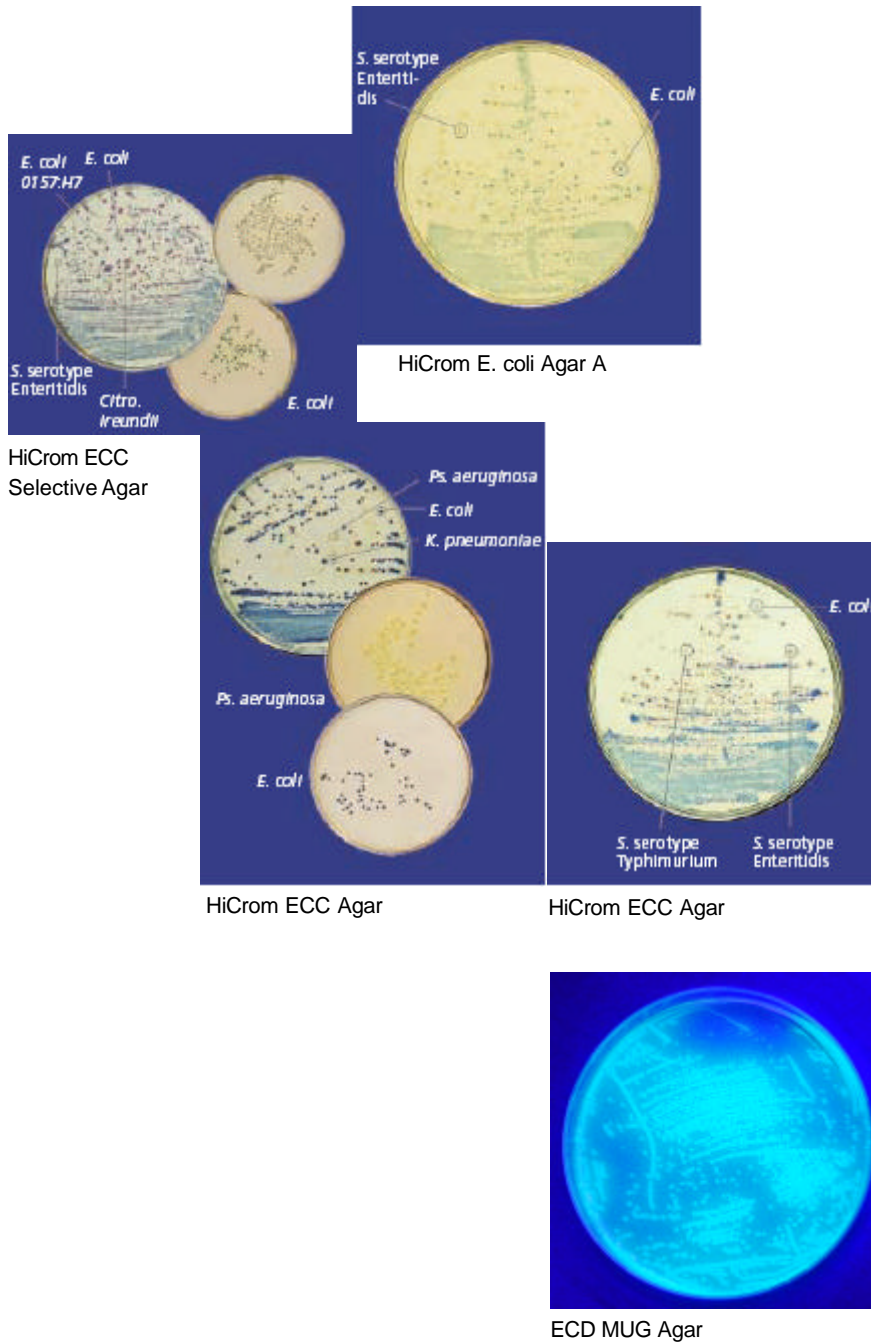 S. serotype
Enteriti-
dis
E. coli
HiCrom E. coli Agar A
E. coli
0157:H7
E. coli
S. serotype
Enteritidis
Citro.
freundii
E. coli
HiCrom ECC
Selective Agar
Ps. aeruginosa
E. coli
K. pneumoniae
Ps. aeruginosa
E. coli
HiCrom ECC Agar
E. coli
S. serotype
Typhimurium
S. serotype
Enteritidis
HiCrom ECC Agar
ECD MUG Agar